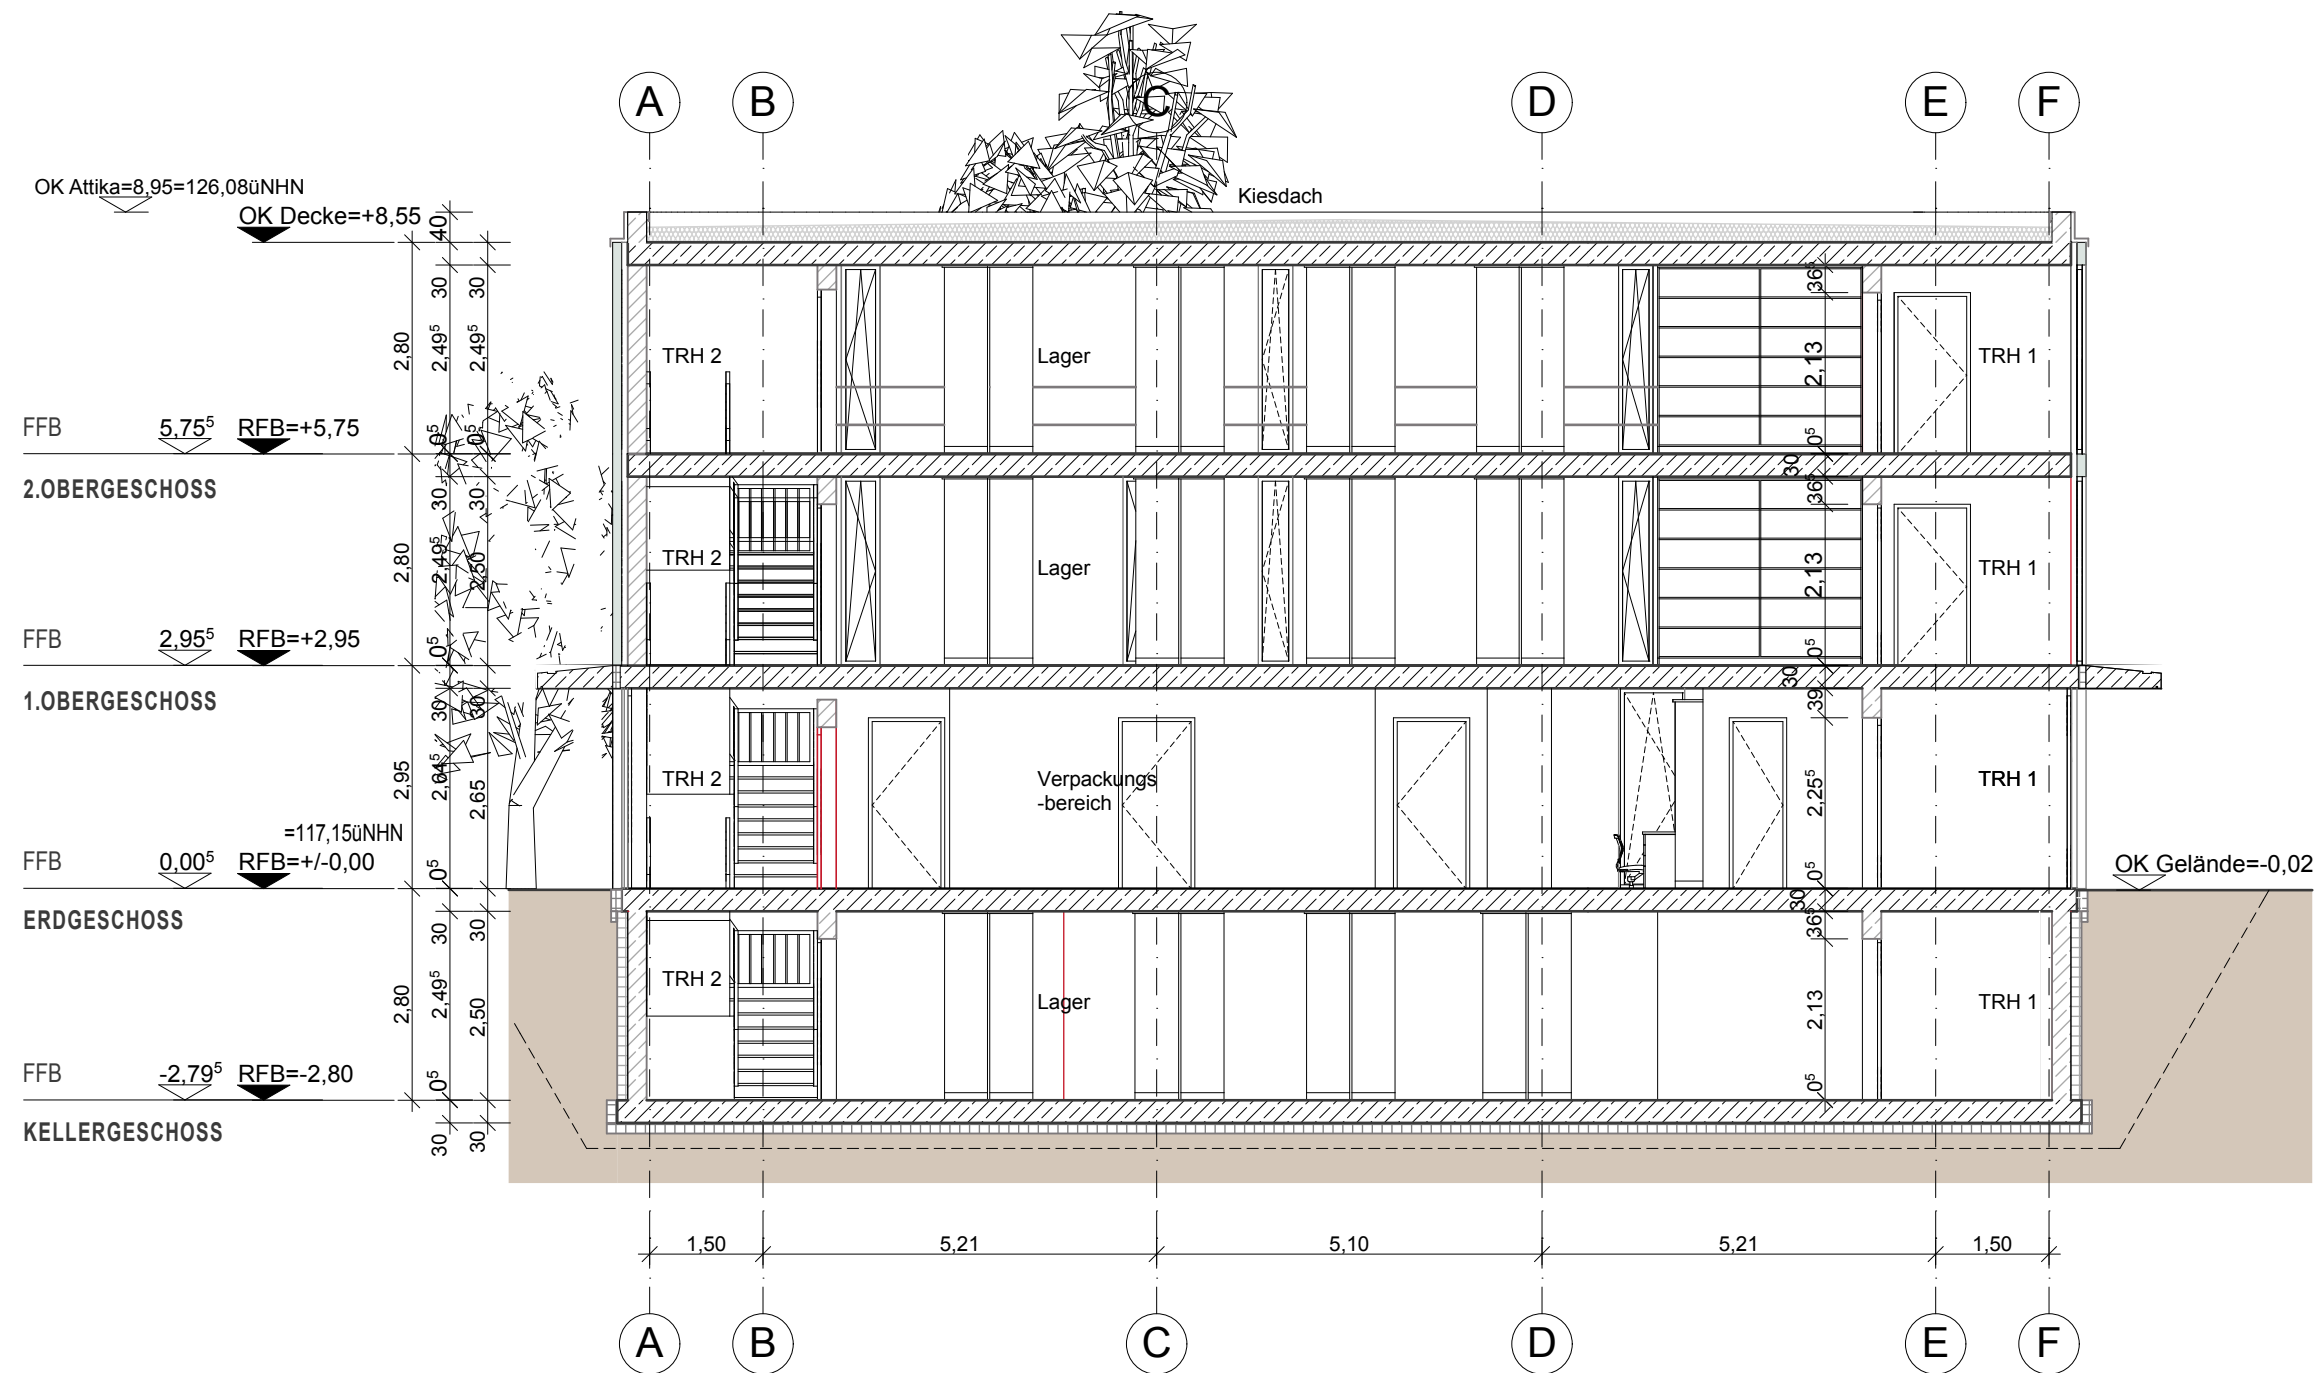 A B C D E F
OK Attika=8,95=126,08üNHN
Kiesdach
OK Decke=+8,55
40
30 30 36⁵
2,80 2,49⁵ 2,49⁵ 2,13
TRH 2 Lager TRH 1
FFB 5,75⁵ RFB=+5,75 0⁵ 0⁵ 0⁵
2.OBERGESCHOSS
30 30 30 36⁵
2,80 2,49⁵ 2,50 2,13
TRH 2 Lager TRH 1
FFB 2,95⁵ RFB=+2,95 0⁵ 0⁵
1.OBERGESCHOSS
30 30 30 39
2,95 2,64⁵ 2,65 2,25⁵
TRH 2 Verpackungs TRH 1
-bereich
=117,15üNHN
FFB 0,00⁵ RFB=+/-0,00 0⁵ 0⁵ OK Gelände=-0,02
ERDGESCHOSS
30 30 30 36⁵
2,80 2,49⁵ 2,50 2,13
TRH 2 Lager TRH 1
FFB -2,79⁵ RFB=-2,80 0⁵ 0⁵
KELLERGESCHOSS
30 30
1,50 5,21 5,10 5,21 1,50
A B C D E F